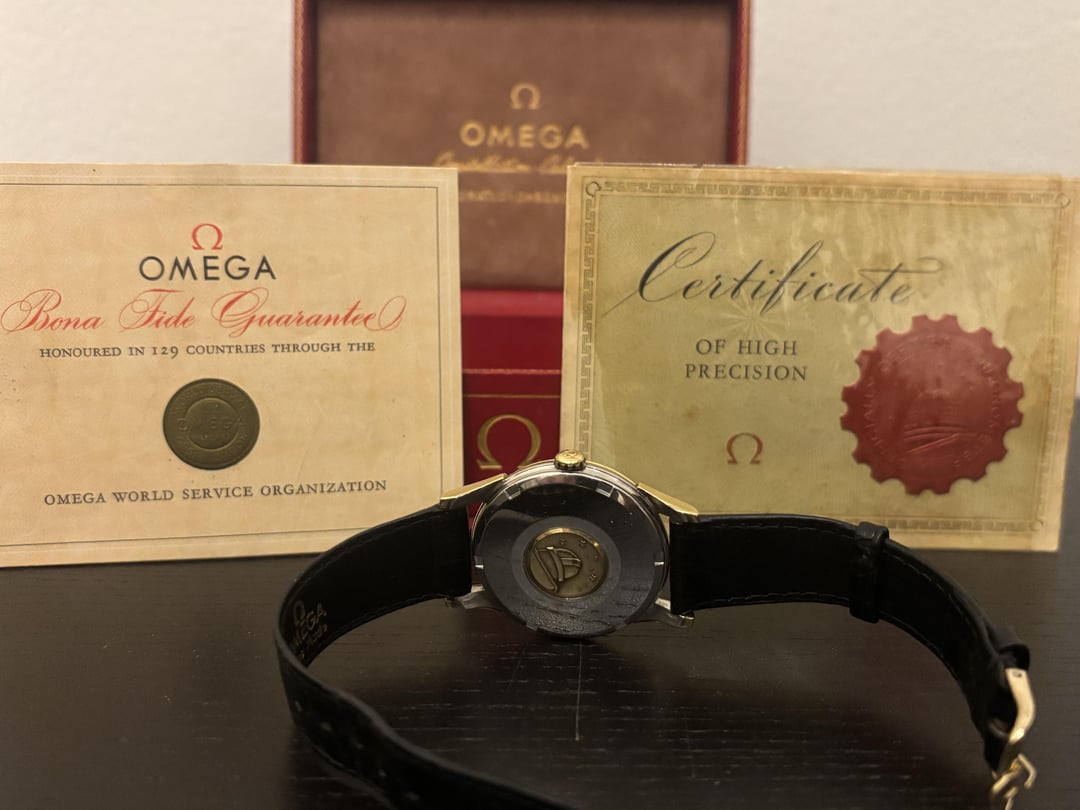 Ω
OMEGA
Ω
OMEGA
Bona Fide Guarantee
HONOURED IN 129 COUNTRIES THROUGH THE
OMEGA
OMEGA WORLD SERVICE ORGANIZATION
Certificate
OF HIGH
PRECISION
Ω
Ω
Ω
OMEGA